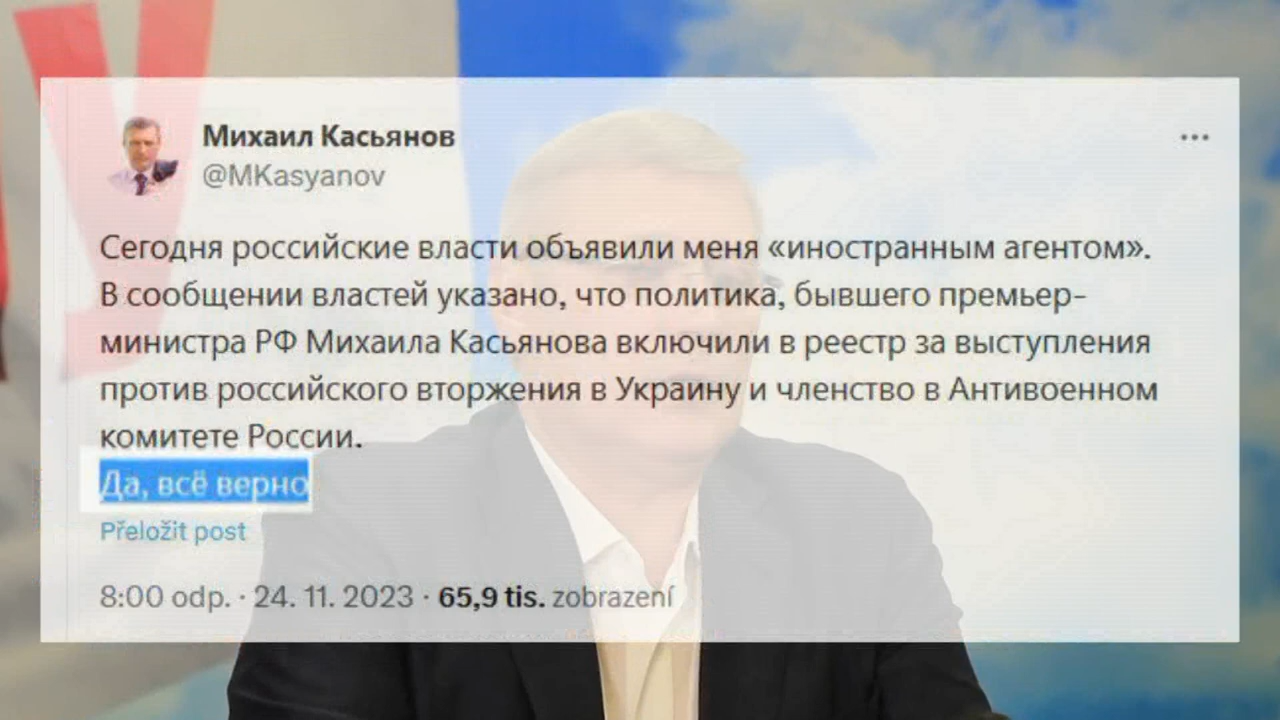 Михаил Касьянов
@MKasyanov
Сегодня российские власти объявили меня «иностранным агентом».
В сообщении властей указано, что политика, бывшего премьер-
министра РФ Михаила Касьянова включили в реестр за выступления
против российского вторжения в Украину и членство в Антивоенном
комитете России.
Да, всё верно
Přeložit post
8:00 odp. · 24. 11. 2023 · 65,9 tis. zobrazení